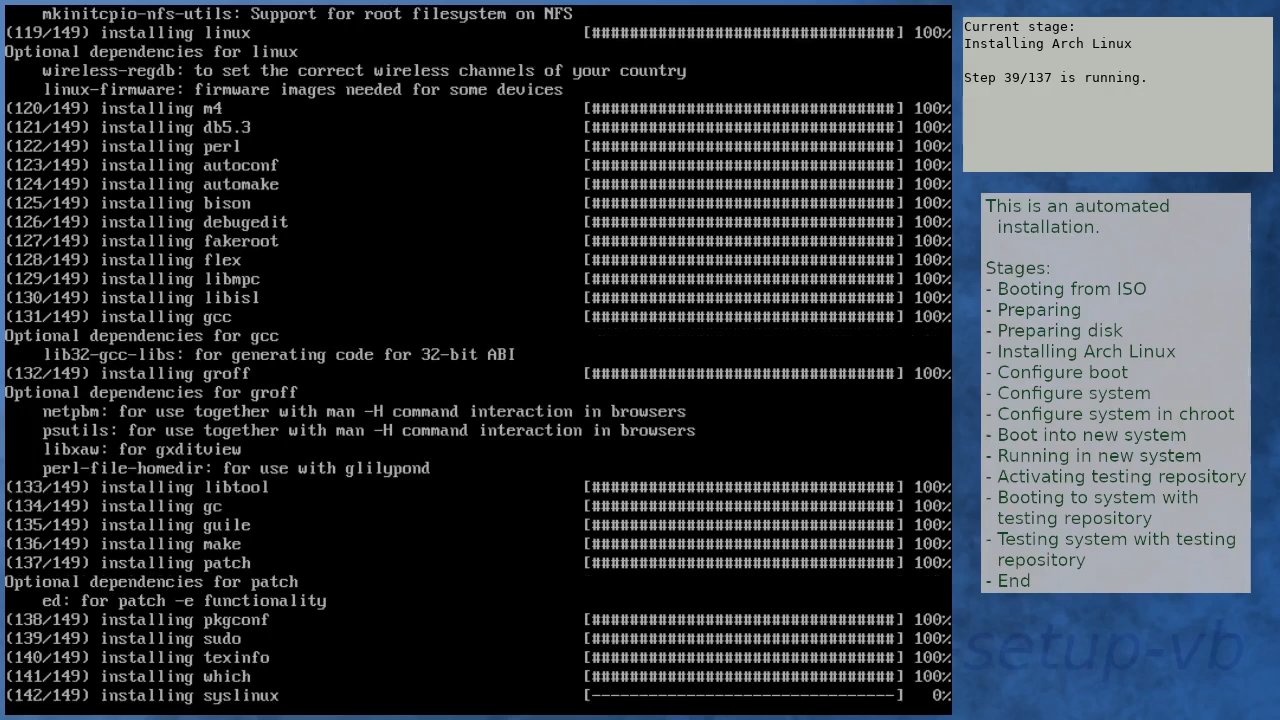 mkinitcpio-nfs-utils: Support for root filesystem on NFS
(119/149) installing linux [################################] 100%
Optional dependencies for linux
wireless-regdb: to set the correct wireless channels of your country
linux-firmware: firmware images needed for some devices
(120/149) installing m4 [################################] 100%
(121/149) installing db5.3 [################################] 100%
(122/149) installing perl [################################] 100%
(123/149) installing autoconf [################################] 100%
(124/149) installing automake [################################] 100%
(125/149) installing bison [################################] 100%
(126/149) installing debugedit [################################] 100%
(127/149) installing fakeroot [################################] 100%
(128/149) installing flex [################################] 100%
(129/149) installing libmpc [################################] 100%
(130/149) installing libisl [################################] 100%
(131/149) installing gcc [################################] 100%
Optional dependencies for gcc
lib32-gcc-libs: for generating code for 32-bit ABI
(132/149) installing groff [################################] 100%
Optional dependencies for groff
netpbm: for use together with man -H command interaction in browsers
psutils: for use together with man -H command interaction in browsers
libxaw: for gxditview
perl-file-homedir: for use with glilypond
(133/149) installing libtool [################################] 100%
(134/149) installing gc [################################] 100%
(135/149) installing guile [################################] 100%
(136/149) installing make [################################] 100%
(137/149) installing patch [################################] 100%
Optional dependencies for patch
ed: for patch -e functionality
(138/149) installing pkgconf [################################] 100%
(139/149) installing sudo [################################] 100%
(140/149) installing texinfo [################################] 100%
(141/149) installing which [################################] 100%
(142/149) installing syslinux [--------------------------------] 0%
Current stage:
Installing Arch Linux
Step 39/137 is running.
This is an automated
installation.
Stages:
- Booting from ISO
- Preparing
- Preparing disk
- Installing Arch Linux
- Configure boot
- Configure system
- Configure system in chroot
- Boot into new system
- Running in new system
- Activating testing repository
- Booting to system with
testing repository
- Testing system with testing
repository
- End
setup-vb